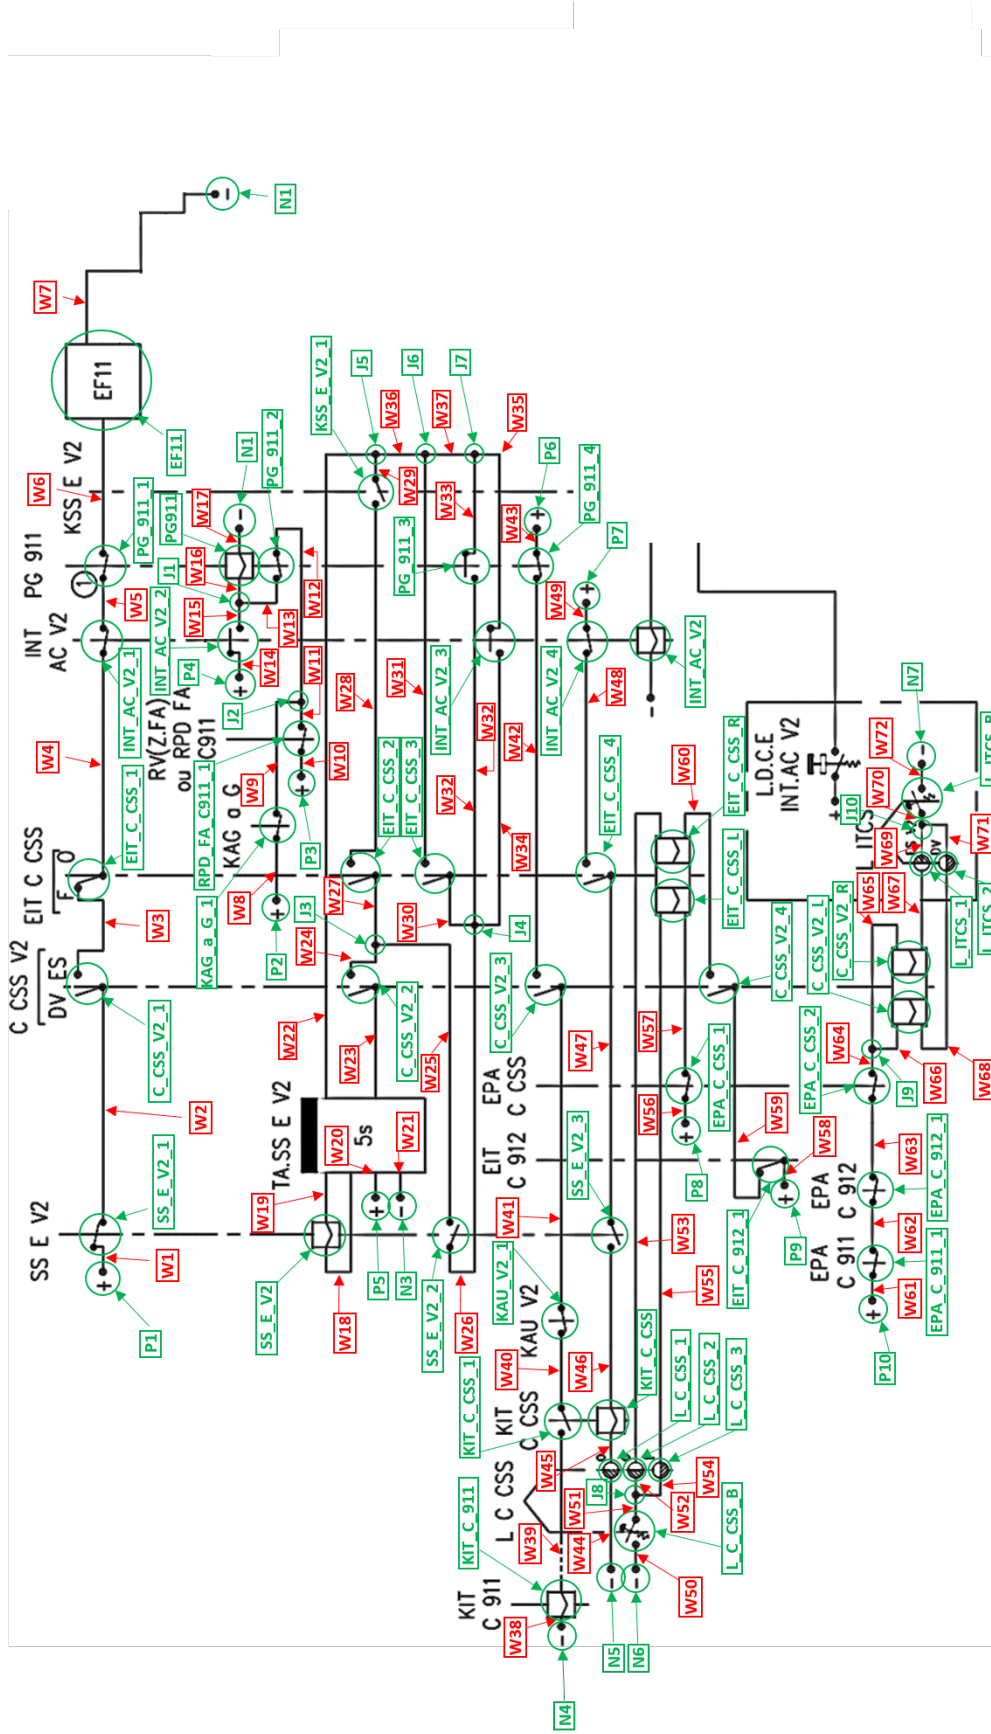 SS E V2
C CSS V2
DV ES
EIT C CSS
F O
INT
AC V2
PG 911
KSS E V2
1
EF11
P1
W1
SS_E_V2_1
W2
C_CSS_V2_1
W3
EIT_C_CSS_1
W4
INT_AC_V2_1
W5
PG_911_1
W6
EF11
W7
N1
RV(Z.FA)
ou RPD FA
C911
KAG a G
P2
W8
KAG_a_G_1
W9
P3
W10
RPD_FA_C911_1
W11
J2
W12
W13
P4
W14
INT_AC_V2_2
W15
J1
W16
PG911
W17
N1
PG_911_2
TA.SS E V2
5s
SS_E_V2
W18
W19
W20
W21
P5
N3
W22
W23
C_CSS_V2_2
W24
J3
W25
W26
SS_E_V2_2
W27
EIT_C_CSS_2
EIT_C_CSS_3
W28
KSS_E_V2_1
W29
J5
W36
J6
W37
J7
W35
W30
W31
J4
W32
W32
PG_911_3
W33
W34
INT_AC_V2_3
KIT
C 911
L C CSS
KIT
C CSS
KAU V2
EIT
C 912
EPA
C CSS
N4
W38
KIT_C_911
W39
KIT_C_CSS_1
W40
KAU_V2_1
W41
C_CSS_V2_3
W42
W43
PG_911_4
P6
N5
W44
W45
KIT_C_CSS
W46
SS_E_V2_3
W47
EIT_C_CSS_4
W48
INT_AC_V2_4
W49
P7
INT_AC_V2
N6
W50
L_C_CSS_B
W51
J8
W52
W54
L_C_CSS_1
L_C_CSS_2
L_C_CSS_3
W53
W55
P8
W56
EPA_C_CSS_1
W57
EIT_C_CSS_L
EIT_C_CSS_R
W60
EIT_C_912_1
P9
W58
W59
C_CSS_V2_4
L.D.C.E
INT.AC V2
EPA
C 911
EPA
C 912
P10
W61
EPA_C_911_1
W62
EPA_C_912_1
W63
EPA_C_CSS_2
W64
J9
W66
W68
C_CSS_V2_L
C_CSS_V2_R
W65
W67
L ITCS
DV
W69
J10
W70
W71
W72
N7
L_ITCS_1
L_ITCS_2
L_ITCS_B